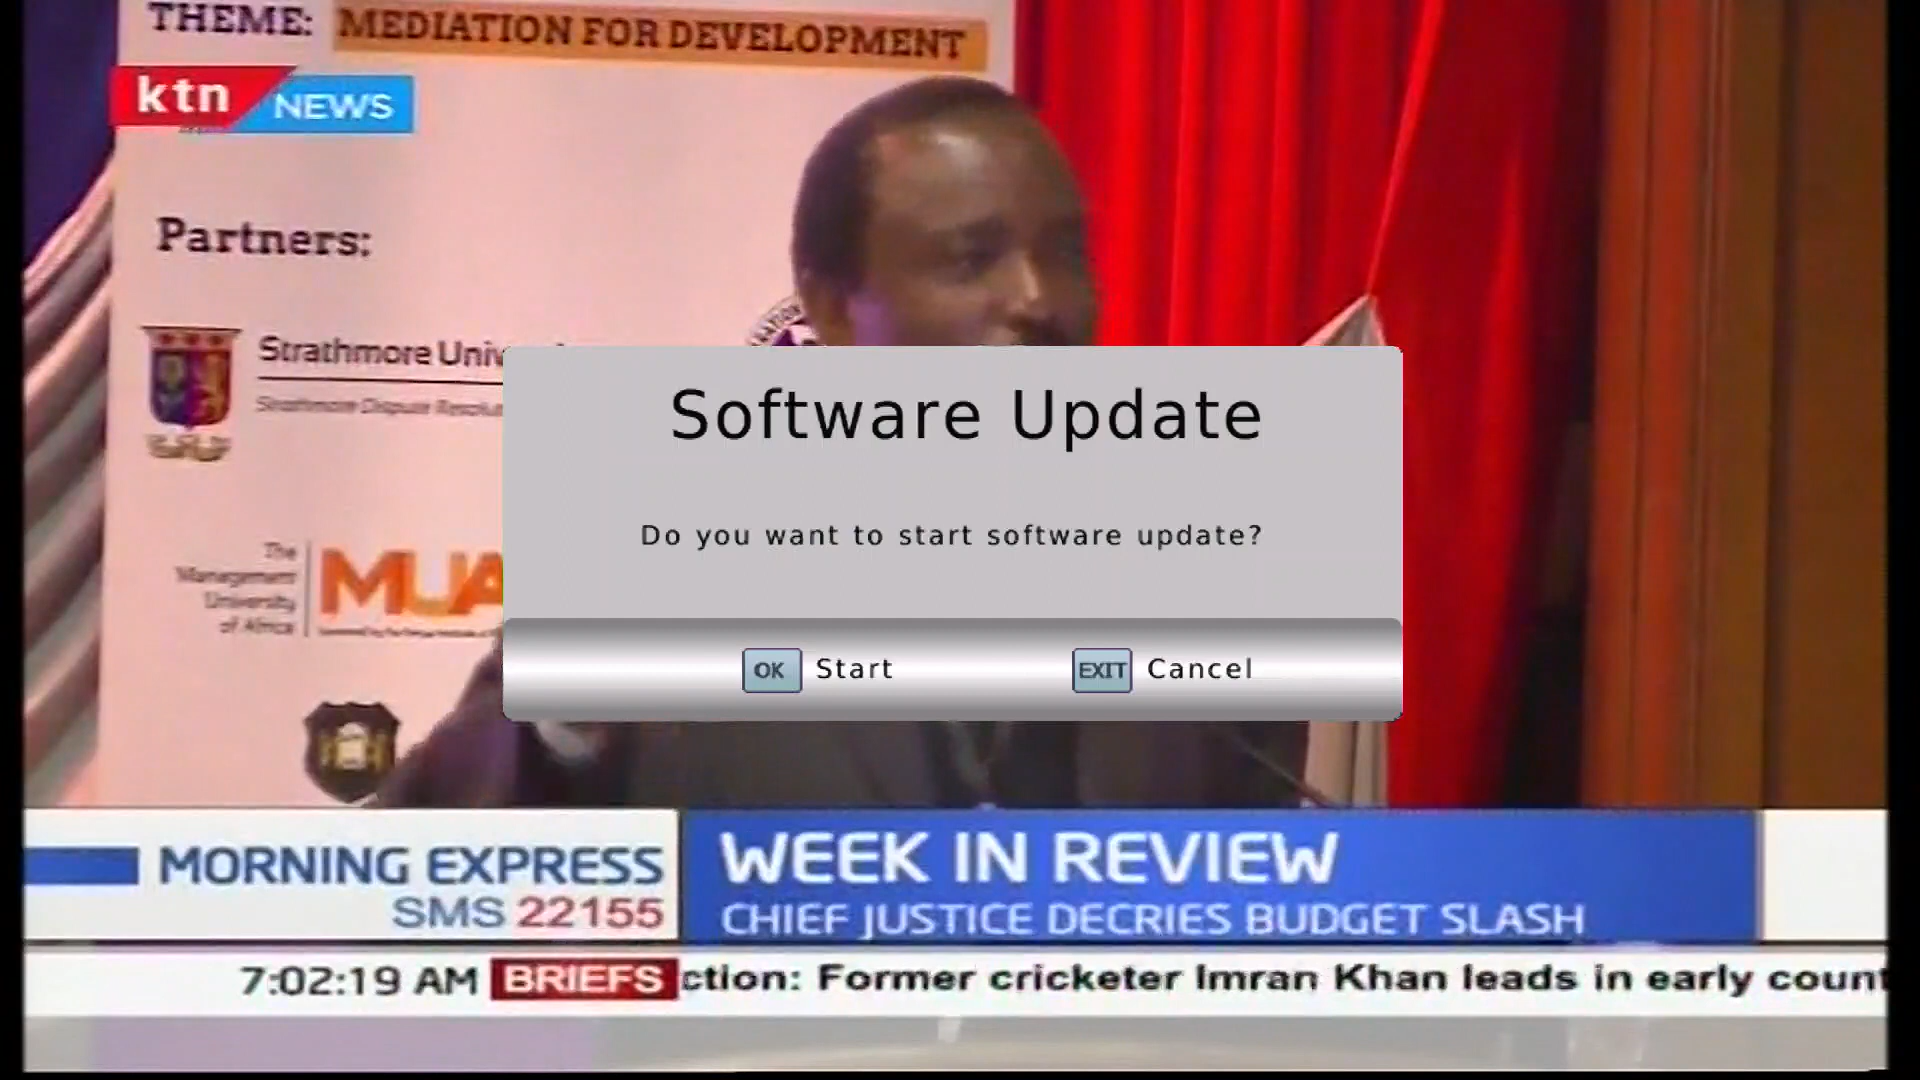 THEME: MEDIATION FOR DEVELOPMENT
ktn NEWS
Partners:
Strathmore
Strathmore Dispute
The
Management
University
of Africa
MUA
Software Update
Do you want to start software update?
OK Start
EXIT Cancel
MORNING EXPRESS
SMS 22155
WEEK IN REVIEW
CHIEF JUSTICE DECRIES BUDGET SLASH
7:02:19 AM BRIEFS ction: Former cricketer Imran Khan leads in early count